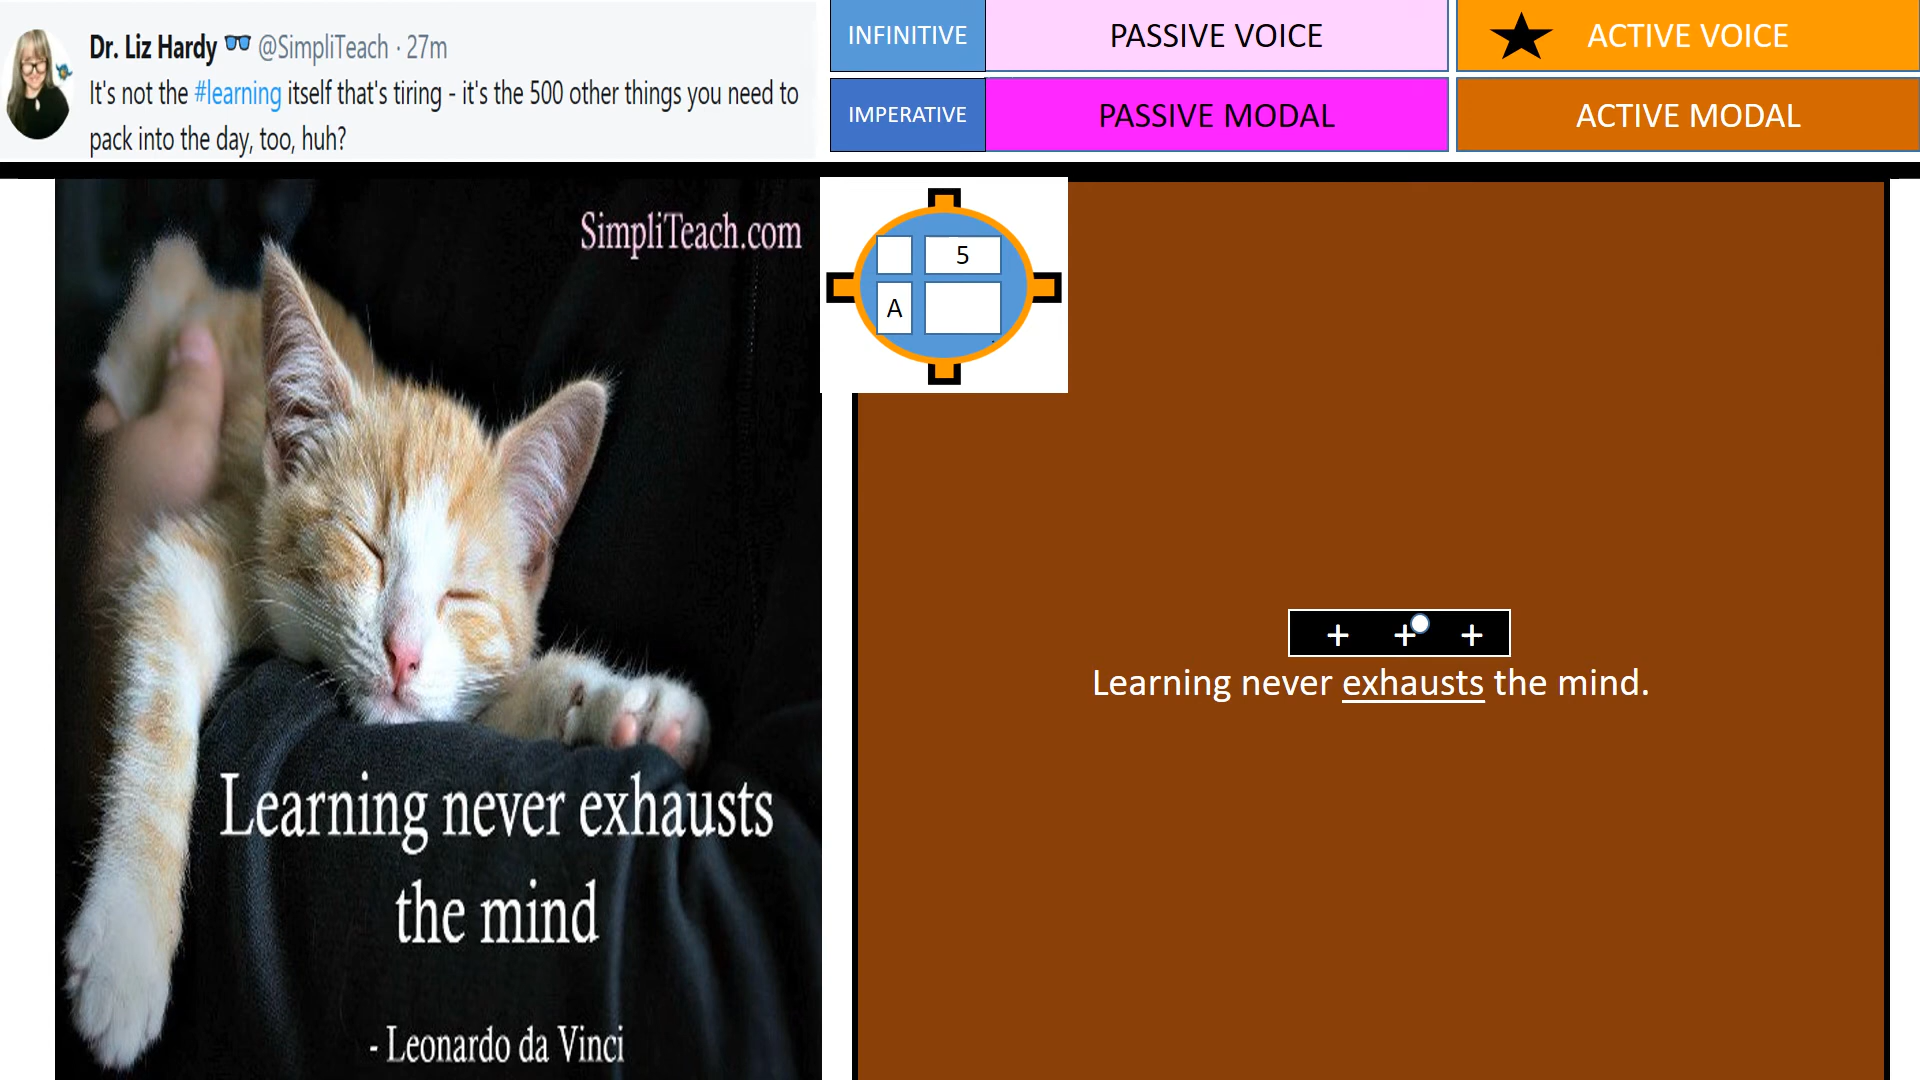 Dr. Liz Hardy 👓 @SimpliTeach · 27m
It's not the #learning itself that's tiring - it's the 500 other things you need to
pack into the day, too, huh?
INFINITIVE
PASSIVE VOICE
★ ACTIVE VOICE
IMPERATIVE
PASSIVE MODAL
ACTIVE MODAL
SimpliTeach.com
5
A
+ + +
Learning never exhausts the mind.
Learning never exhausts
the mind
- Leonardo da Vinci